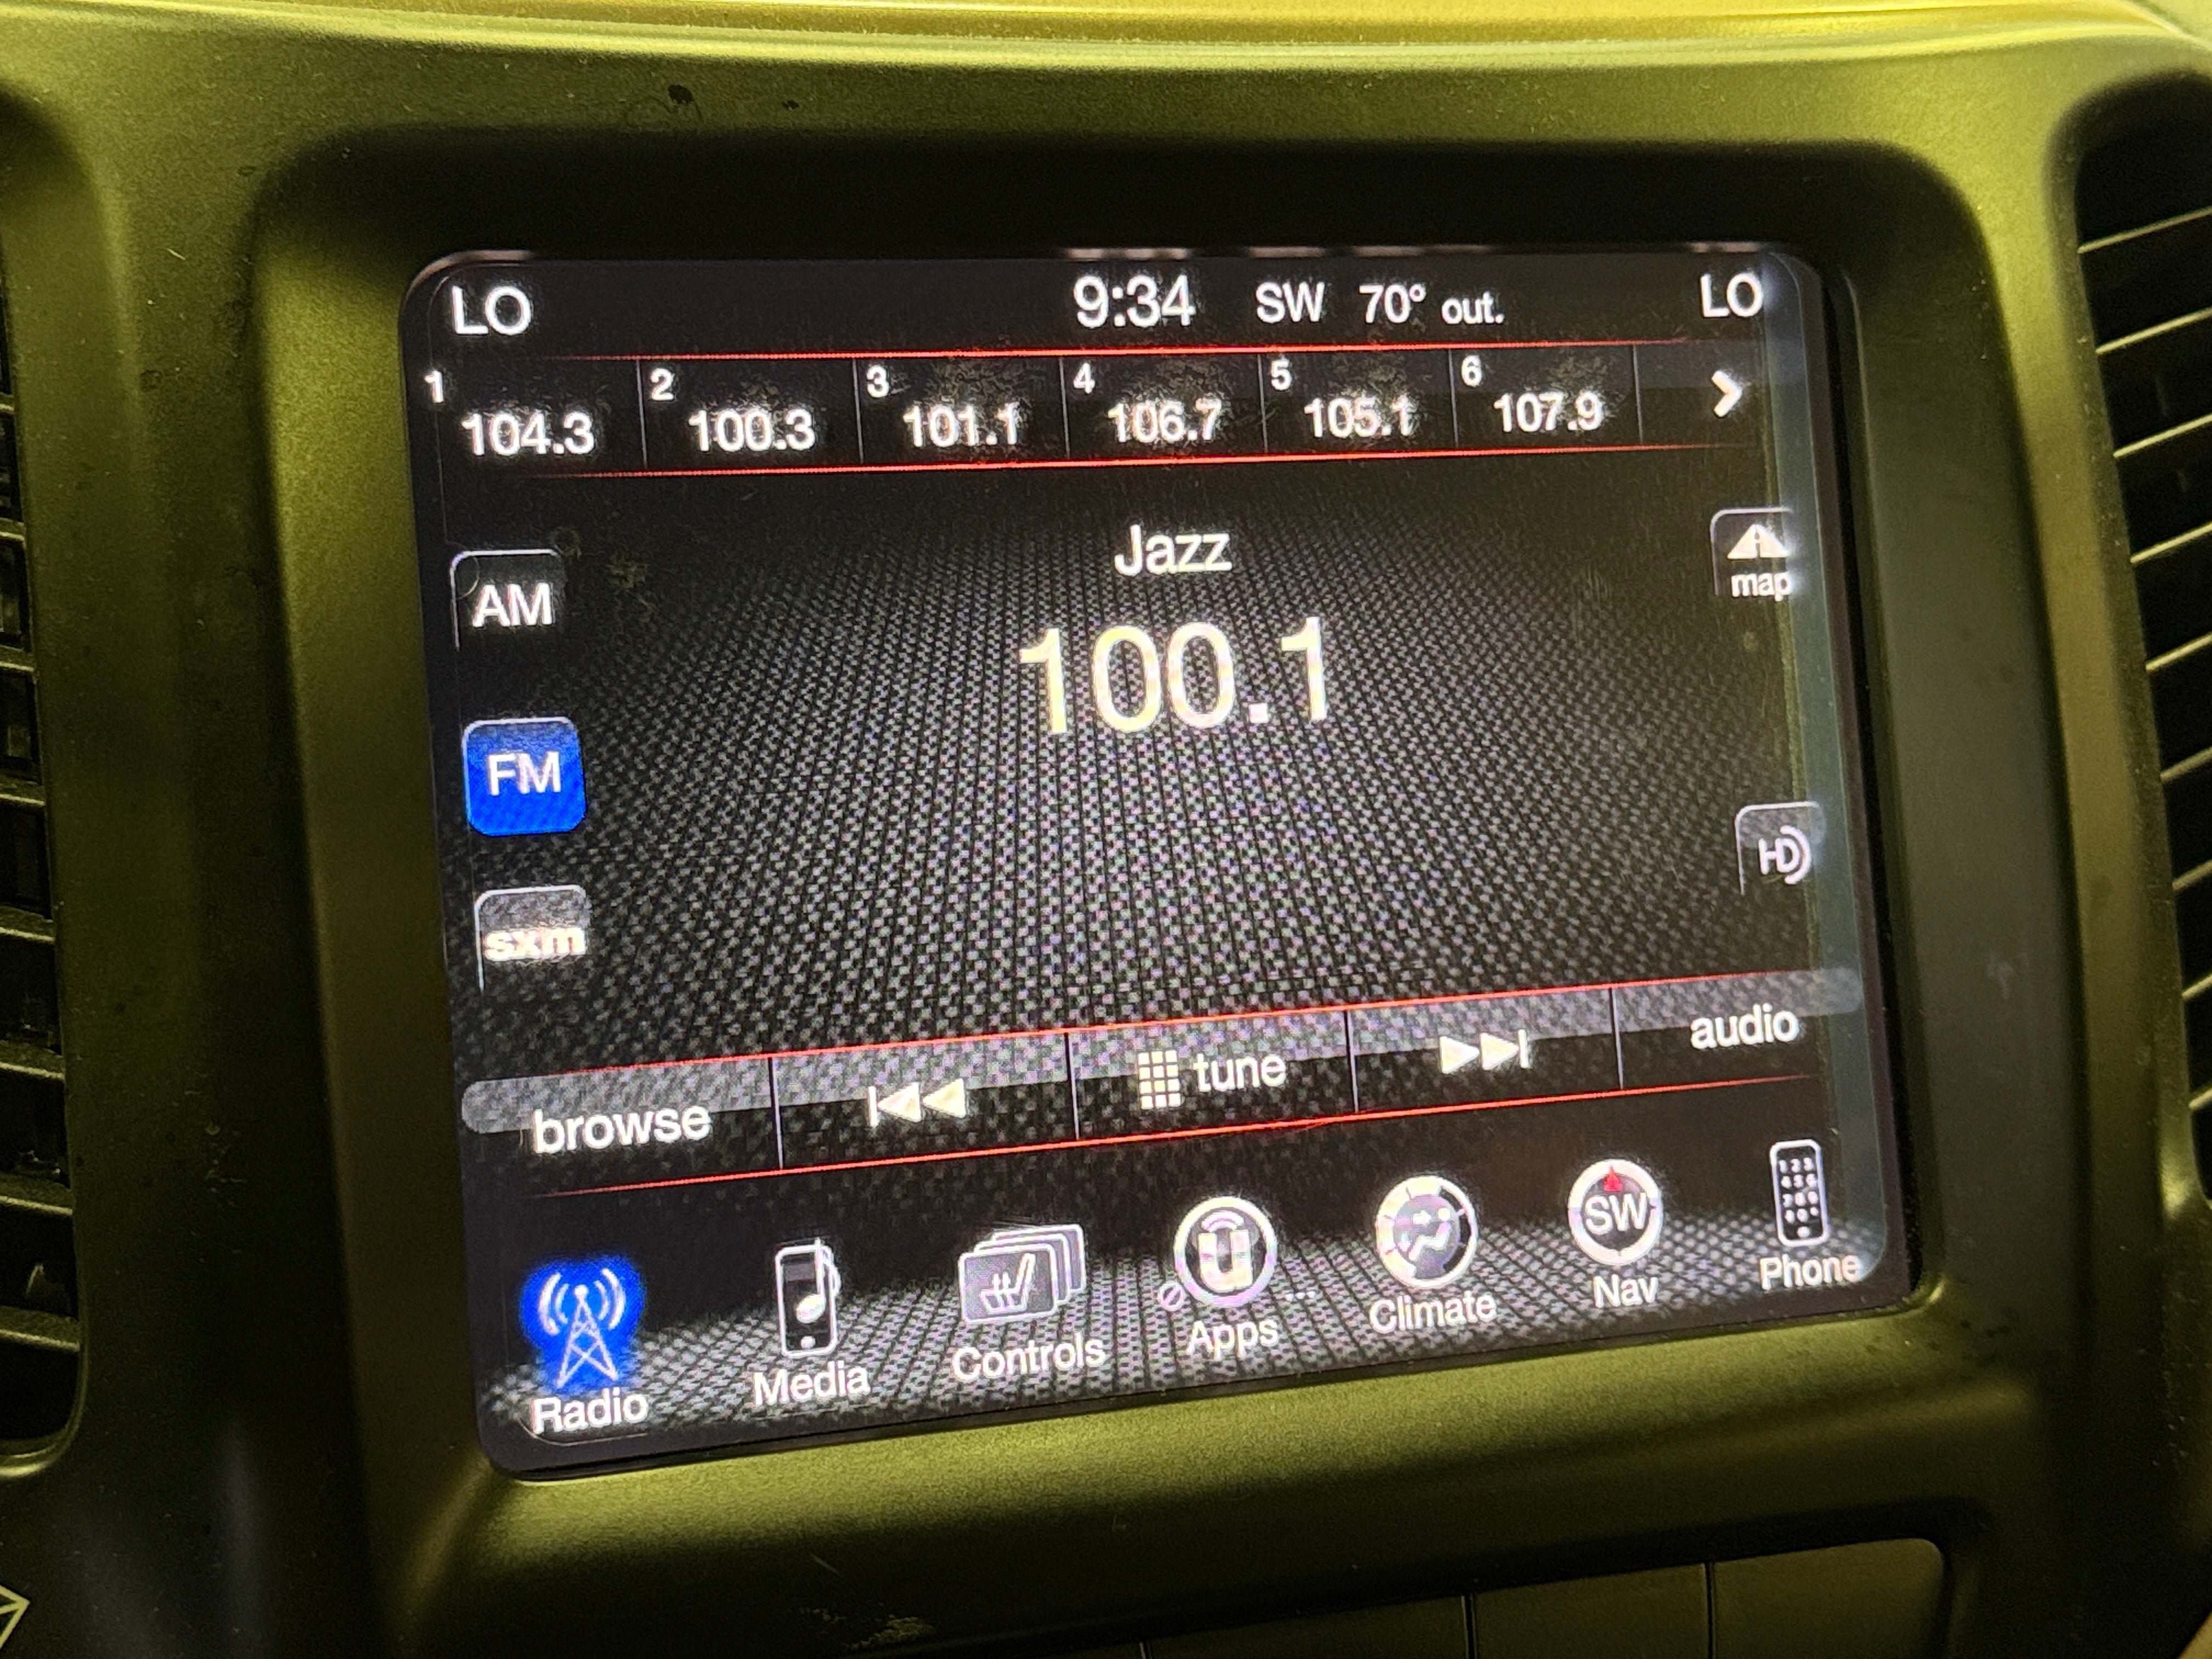 LO 9:34 SW 70° out. LO
1 2 3 4 5 6
104.3 100.3 101.1 106.7 105.1 107.9
Jazz
100.1
AM
map
FM
HD
sxm
browse tune audio
SW
Radio Media Controls Apps Climate Nav Phone